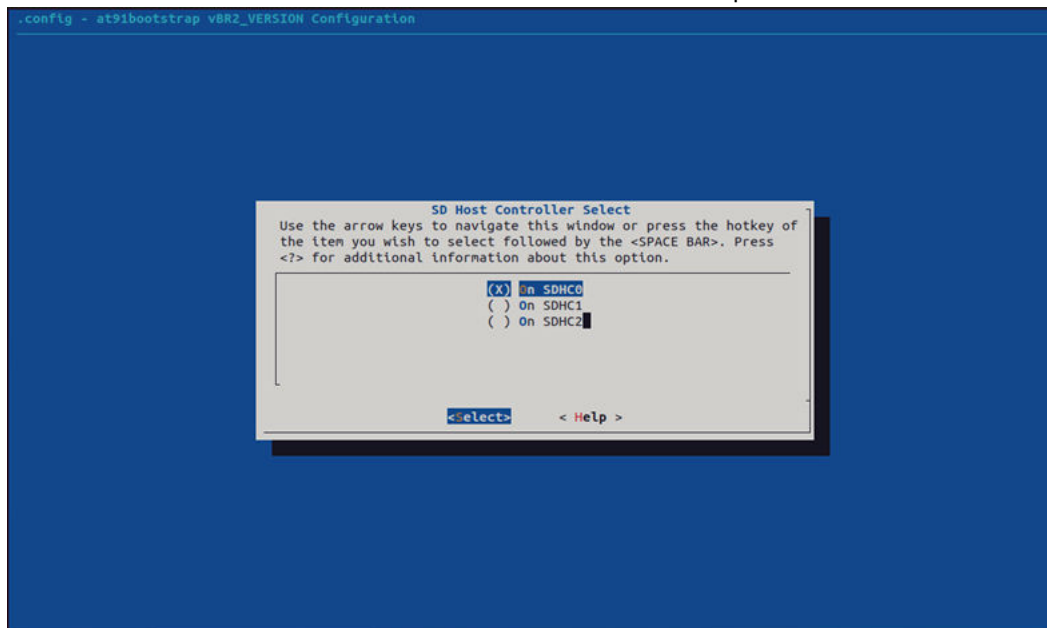 .config - at91bootstrap vBR2_VERSION Configuration
SD Host Controller Select
Use the arrow keys to navigate this window or press the hotkey of
the item you wish to select followed by the <SPACE BAR>. Press
<?> for additional information about this option.
(X) On SDHC0
( ) On SDHC1
( ) On SDHC2
<Select> < Help >